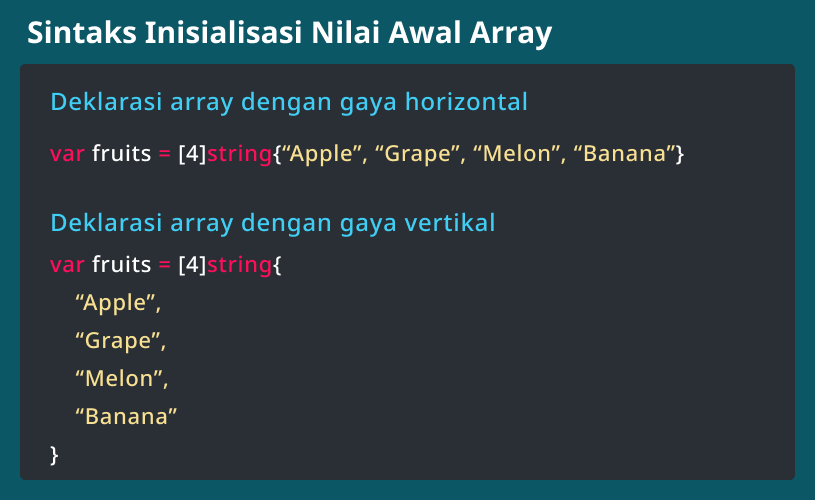 Sintaks Inisialisasi Nilai Awal Array
Deklarasi array dengan gaya horizontal
var fruits = [4]string{“Apple”, “Grape”, “Melon”, “Banana”}
Deklarasi array dengan gaya vertikal
var fruits = [4]string{
“Apple”,
“Grape”,
“Melon”,
“Banana”
}